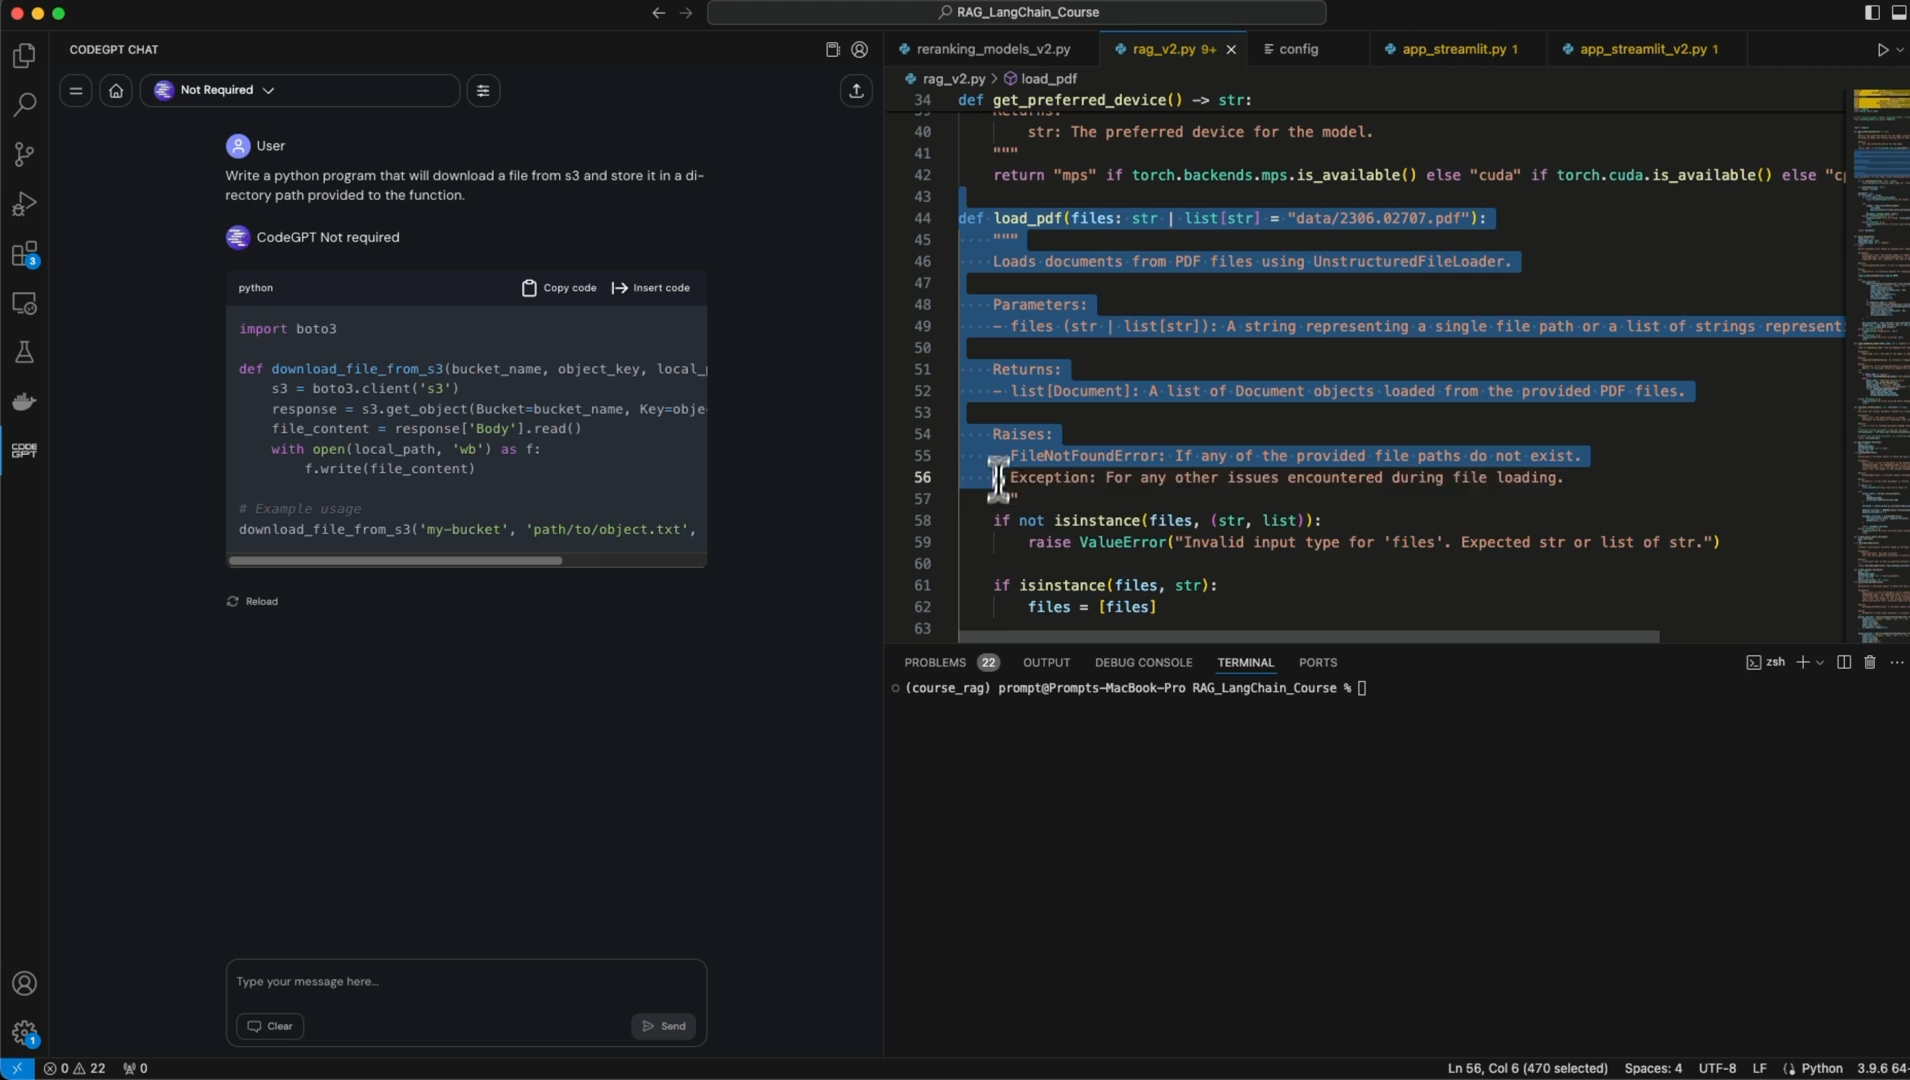 RAG_LangChain_Course
CODEGPT CHAT
Not Required
User
Write a python program that will download a file from s3 and store it in a di-
rectory path provided to the function.
CodeGPT Not required
python
Copy code
Insert code
import boto3
def download_file_from_s3(bucket_name, object_key, local_
s3 = boto3.client('s3')
response = s3.get_object(Bucket=bucket_name, Key=obje
file_content = response['Body'].read()
with open(local_path, 'wb') as f:
f.write(file_content)
# Example usage
download_file_from_s3('my-bucket', 'path/to/object.txt',
Reload
Type your message here...
Clear
Send
3
CODE
GPT
1
reranking_models_v2.py
rag_v2.py 9+
config
app_streamlit.py 1
app_streamlit_v2.py 1
rag_v2.py > load_pdf
34 def get_preferred_device() -> str:
40 str: The preferred device for the model.
41 """
42 return "mps" if torch.backends.mps.is_available() else "cuda" if torch.cuda.is_available() else "cp
43
44 def load_pdf(files: str | list[str] = "data/2306.02707.pdf"):
45 """
46 Loads documents from PDF files using UnstructuredFileLoader.
47
48 Parameters:
49 - files (str | list[str]): A string representing a single file path or a list of strings represent
50
51 Returns:
52 - list[Document]: A list of Document objects loaded from the provided PDF files.
53
54 Raises:
55 FileNotFoundError: If any of the provided file paths do not exist.
56 Exception: For any other issues encountered during file loading.
57 "
58 if not isinstance(files, (str, list)):
59 raise ValueError("Invalid input type for 'files'. Expected str or list of str.")
60
61 if isinstance(files, str):
62 files = [files]
63
PROBLEMS 22
OUTPUT
DEBUG CONSOLE
TERMINAL
PORTS
zsh
(course_rag) prompt@Prompts-MacBook-Pro RAG_LangChain_Course %
0 22 0
Ln 56, Col 6 (470 selected)
Spaces: 4
UTF-8
LF
Python
3.9.6 64-